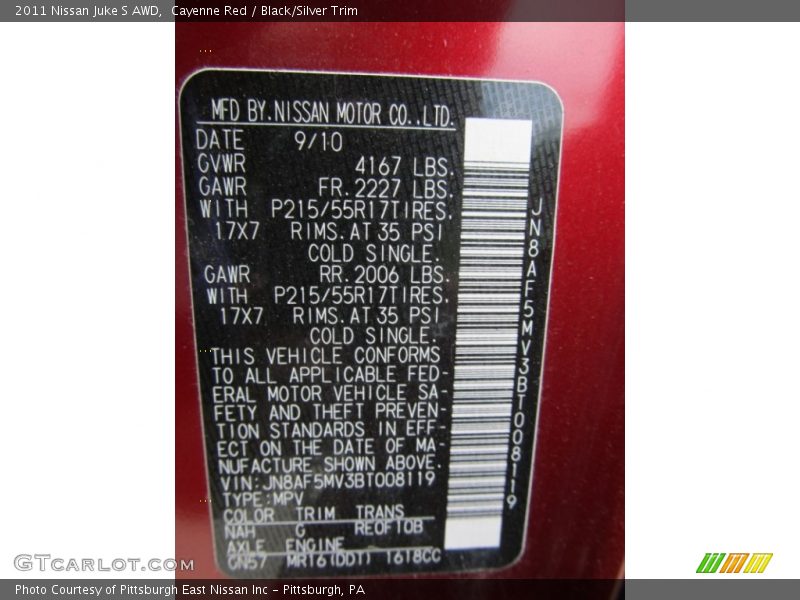 2011 Nissan Juke S AWD,  Cayenne Red / Black/Silver Trim
MFD BY.NISSAN MOTOR CO.,LTD.
DATE 9/10
GVWR 4167 LBS.
GAWR FR.2227 LBS.
WITH P215/55R17TIRES.
17X7 RIMS.AT 35 PSI
COLD SINGLE.
GAWR RR.2006 LBS.
WITH P215/55R17TIRES.
17X7 RIMS.AT 35 PSI
COLD SINGLE.
THIS VEHICLE CONFORMS
TO ALL APPLICABLE FED-
ERAL MOTOR VEHICLE SA-
FETY AND THEFT PREVEN-
TION STANDARDS IN EFF-
ECT ON THE DATE OF MA-
NUFACTURE SHOWN ABOVE.
VIN:JN8AF5MV3BT008119
TYPE:MPV
COLOR TRIM TRANS
NAH G RE0F10B
AXLE ENGINE
GN57 MR16(DDT) 1618CC
JN8AF5MV3BT008119
GTCarLot.com
Photo Courtesy of Pittsburgh East Nissan Inc - Pittsburgh, PA